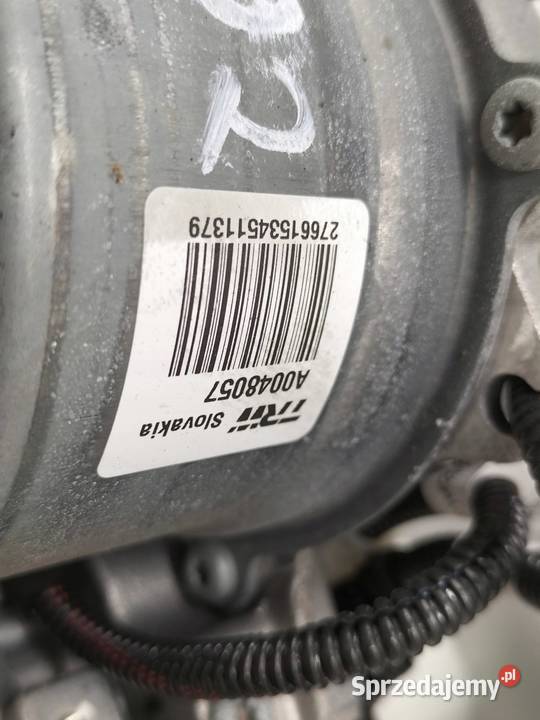 TRW Slovakia
A0048057
27661534511379
Sprzedajemy.pl